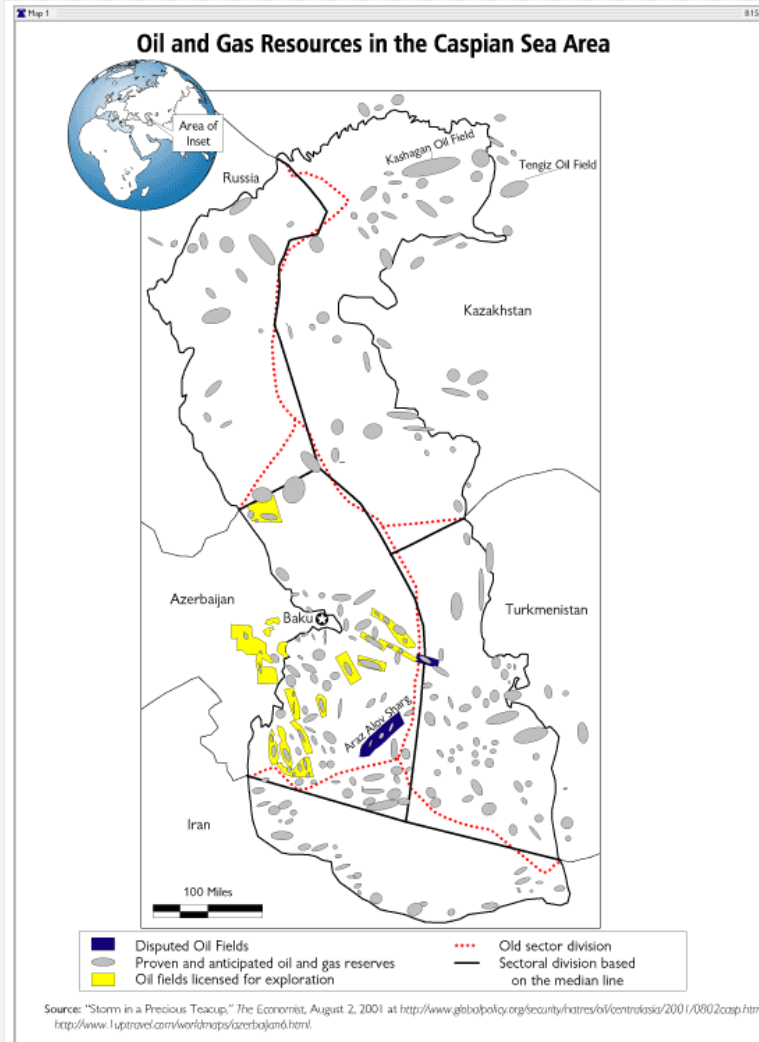 Map 1
B15
Oil and Gas Resources in the Caspian Sea Area
Area of
Inset
Russia
Kashagan Oil Field
Tengiz Oil Field
Kazakhstan
Azerbaijan
Baku
Turkmenistan
Araz Alov Sharg
Iran
100 Miles
Disputed Oil Fields
Proven and anticipated oil and gas reserves
Oil fields licensed for exploration
Old sector division
Sectoral division based
on the median line
Source: "Storm in a Precious Teacup," The Economist, August 2, 2001 at http://www.globalpolicy.org/security/natres/oil/centralasia/2001/0802casp.htm
http://www.1uptravel.com/worldmaps/azerbaijan6.html.